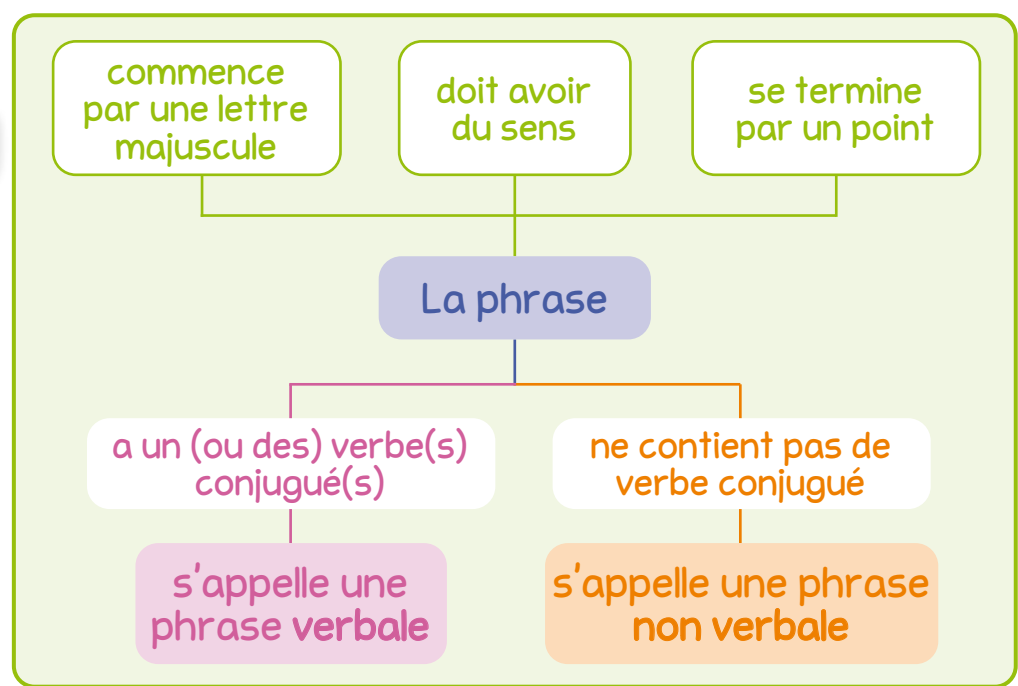 commence
par une lettre
majuscule
doit avoir
du sens
se termine
par un point
La phrase
a un (ou des) verbe(s)
conjugué(s)
ne contient pas de
verbe conjugué
s'appelle une
phrase verbale
s'appelle une phrase
non verbale